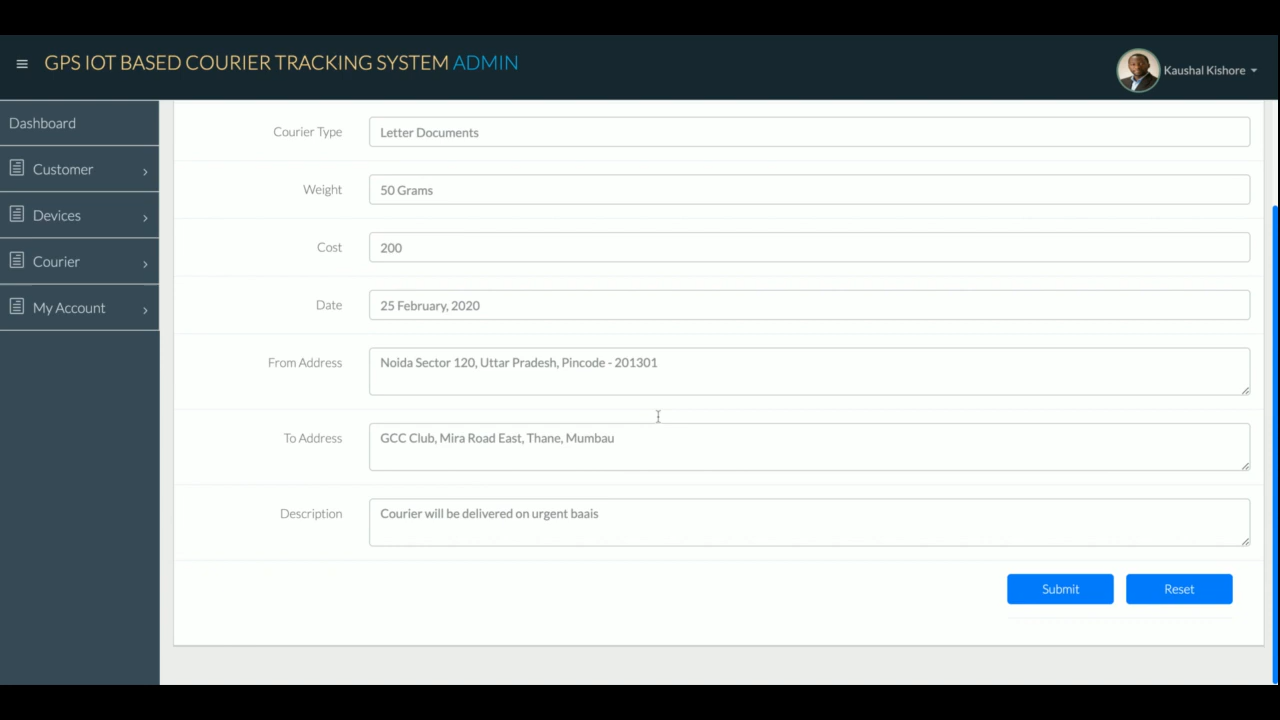 GPS IOT BASED COURIER TRACKING SYSTEM ADMIN
Kaushal Kishore
Dashboard
Customer
Devices
Courier
My Account
Courier Type
Letter Documents
Weight
50 Grams
Cost
200
Date
25 February, 2020
From Address
Noida Sector 120, Uttar Pradesh, Pincode - 201301
To Address
GCC Club, Mira Road East, Thane, Mumbau
Description
Courier will be delivered on urgent baais
Submit
Reset